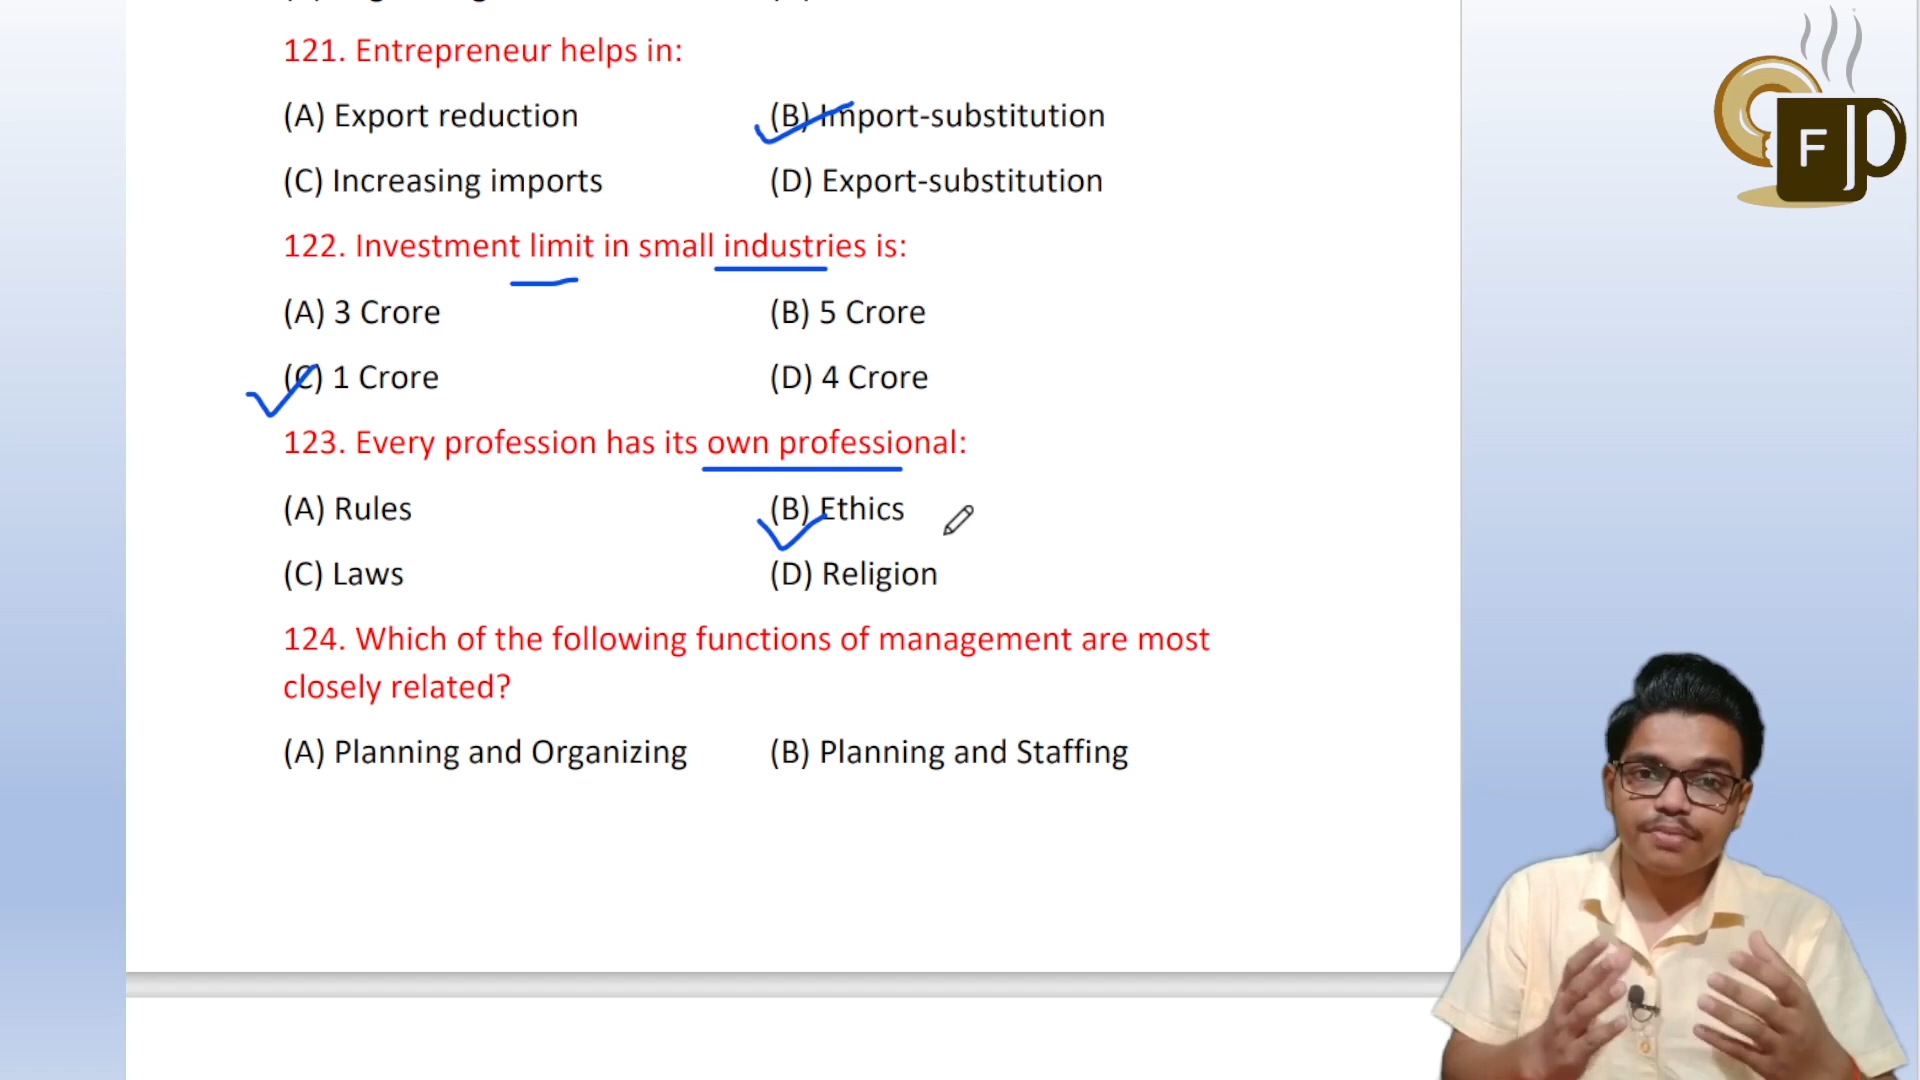 121. Entrepreneur helps in:
(A) Export reduction (B) Import-substitution
(C) Increasing imports (D) Export-substitution
122. Investment limit in small industries is:
(A) 3 Crore (B) 5 Crore
(C) 1 Crore (D) 4 Crore
123. Every profession has its own professional:
(A) Rules (B) Ethics
(C) Laws (D) Religion
124. Which of the following functions of management are most
closely related?
(A) Planning and Organizing (B) Planning and Staffing
F